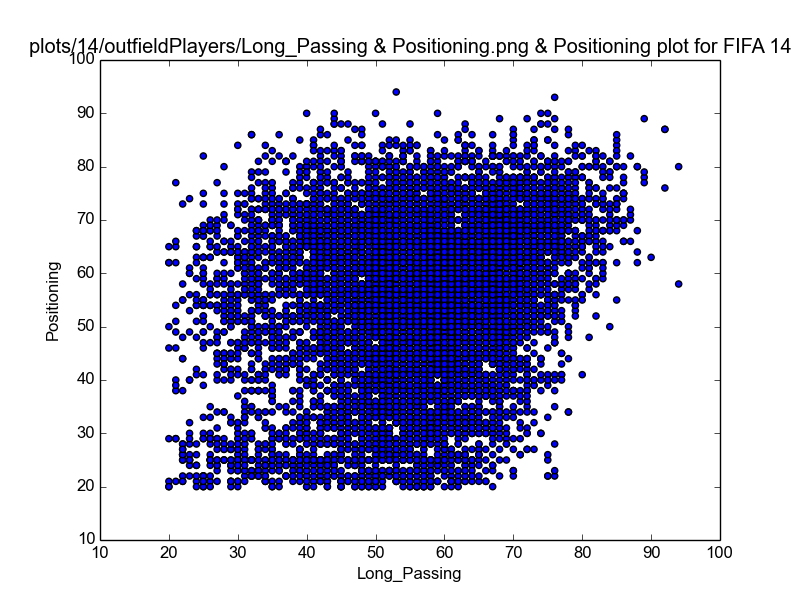 plots/14/outfieldPlayers/Long_Passing & Positioning.png & Positioning plot for FIFA 14
100
90
80
70
60
50
40
30
20
10
Positioning
10 20 30 40 50 60 70 80 90 100
Long_Passing